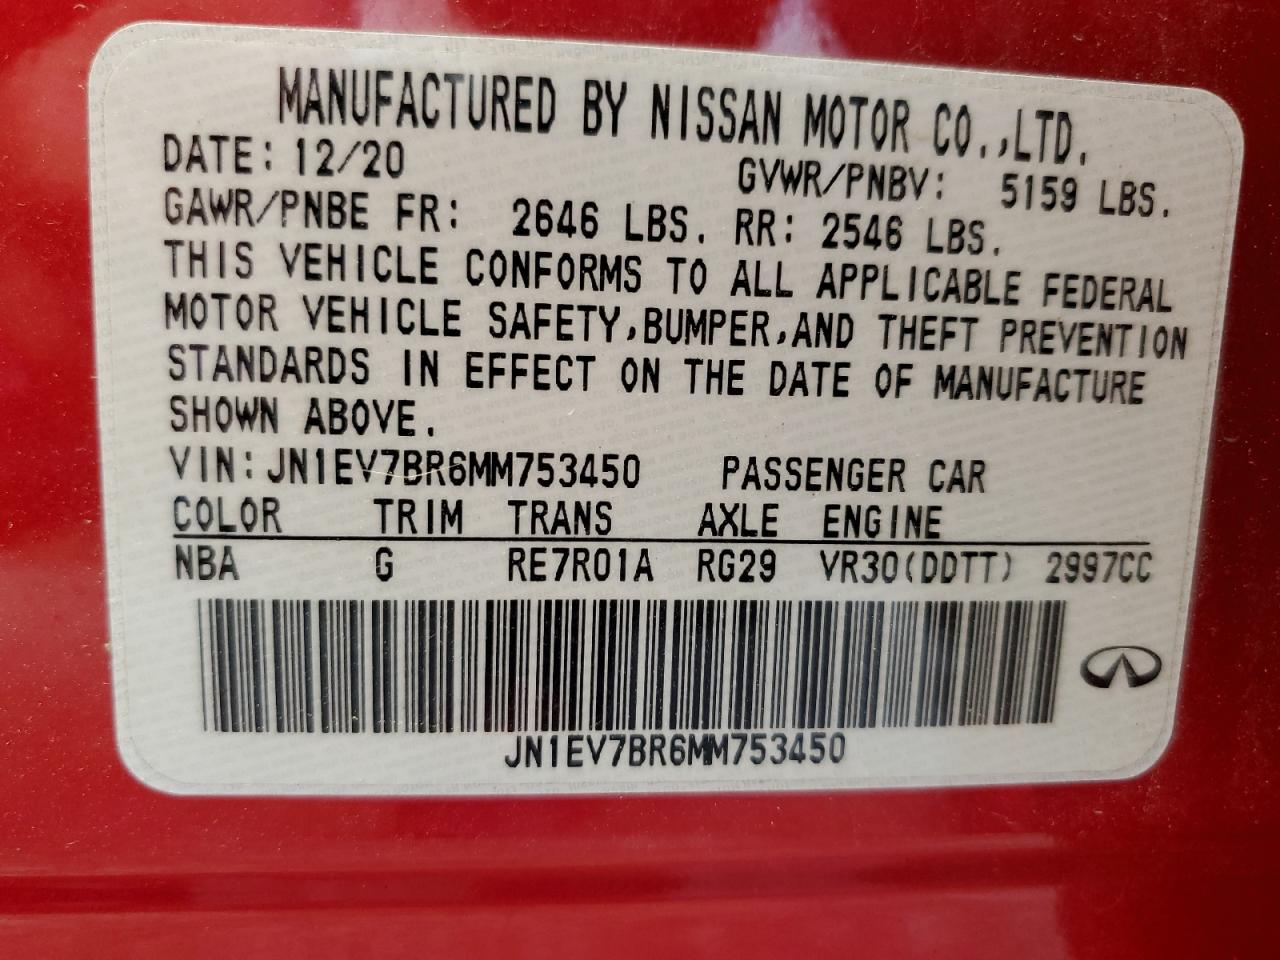 MANUFACTURED BY NISSAN MOTOR CO.,LTD.
DATE: 12/20 GVWR/PNBV: 5159 LBS.
GAWR/PNBE FR: 2646 LBS. RR: 2546 LBS.
THIS VEHICLE CONFORMS TO ALL APPLICABLE FEDERAL
MOTOR VEHICLE SAFETY,BUMPER,AND THEFT PREVENTION
STANDARDS IN EFFECT ON THE DATE OF MANUFACTURE
SHOWN ABOVE.
VIN:JN1EV7BR6MM753450 PASSENGER CAR
COLOR TRIM TRANS AXLE ENGINE
NBA G RE7R01A RG29 VR30(DDTT) 2997CC
JN1EV7BR6MM753450